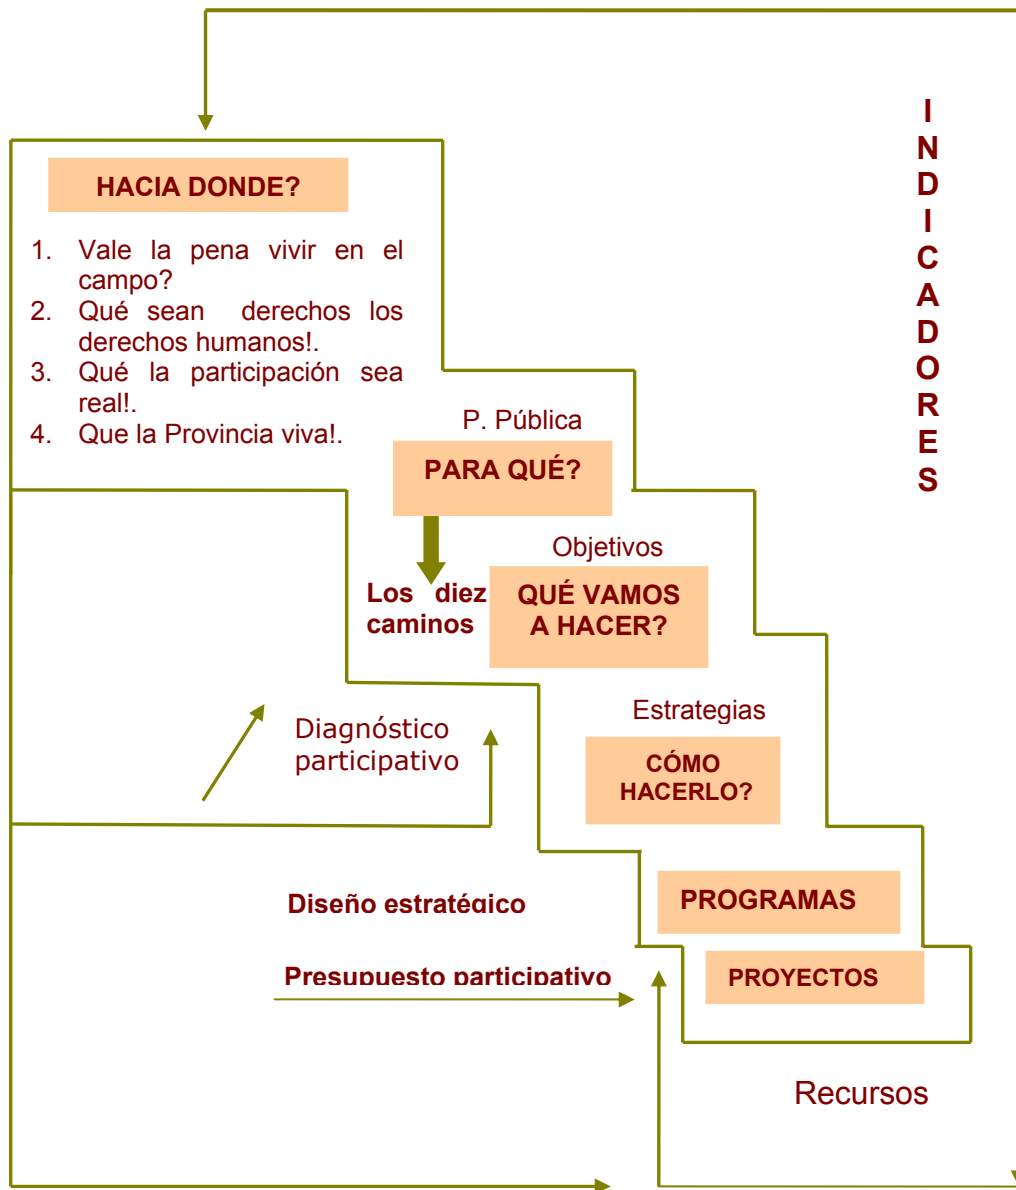 I
N
D
I
C
A
D
O
R
E
S
HACIA DONDE?
1. Vale la pena vivir en el
campo?
2. Qué sean derechos los
derechos humanos!.
3. Qué la participación sea
real!.
4. Que la Provincia viva!.
P. Pública
PARA QUÉ?
Objetivos
Los diez
caminos
QUÉ VAMOS
A HACER?
Estrategias
Diagnóstico
participativo
CÓMO
HACERLO?
Diseño estratégico
PROGRAMAS
Presupuesto participativo
PROYECTOS
Recursos